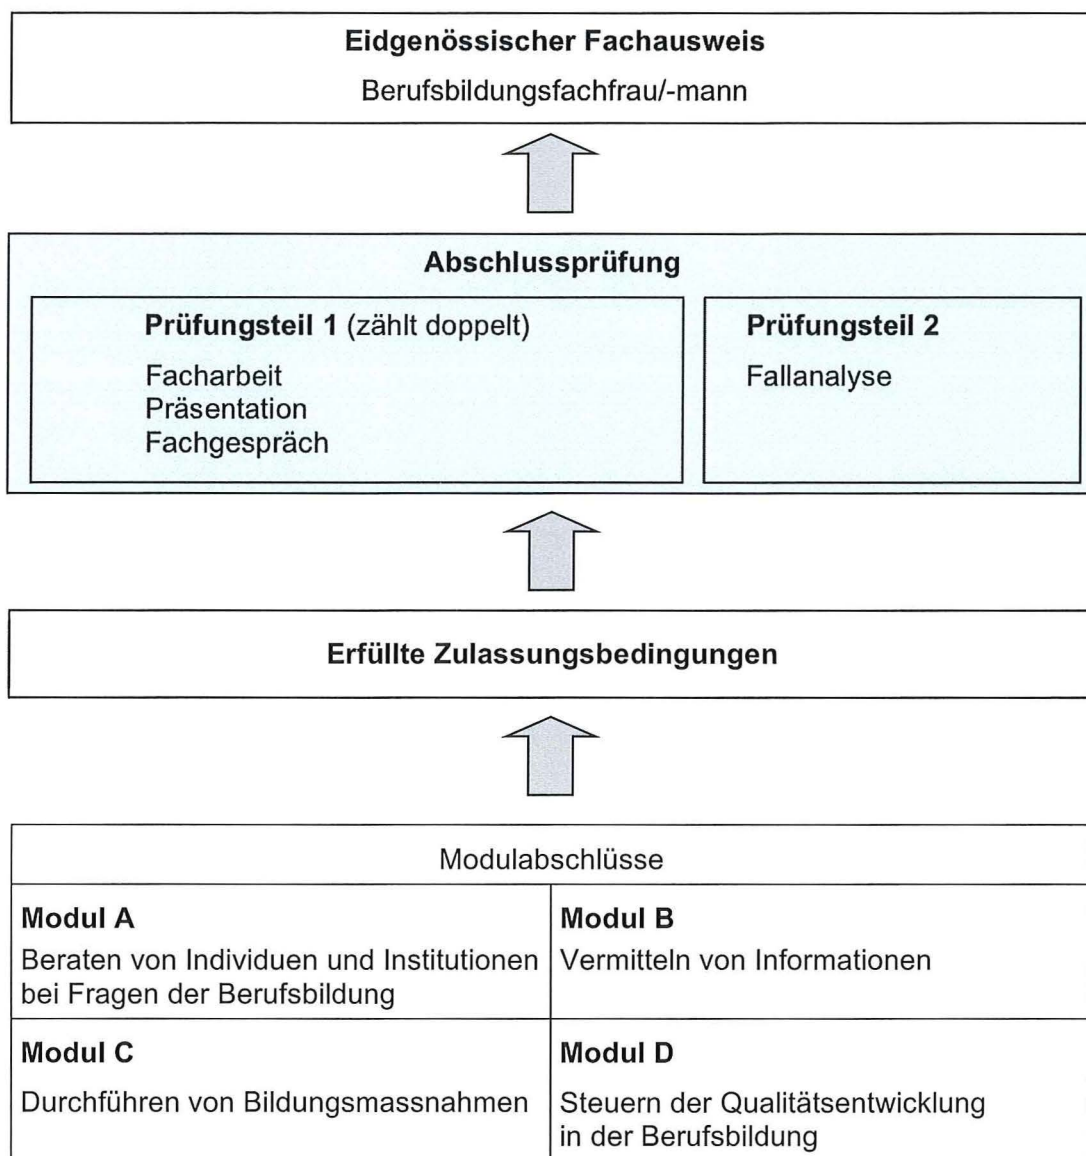 Eidgenössischer Fachausweis
Berufsbildungsfachfrau/-mann
Abschlussprüfung
Prüfungsteil 1 (zählt doppelt)
Facharbeit
Präsentation
Fachgespräch
Prüfungsteil 2
Fallanalyse
Erfüllte Zulassungsbedingungen
Modulabschlüsse
Modul A
Beraten von Individuen und Institutionen
bei Fragen der Berufsbildung
Modul B
Vermitteln von Informationen
Modul C
Durchführen von Bildungsmassnahmen
Modul D
Steuern der Qualitätsentwicklung
in der Berufsbildung